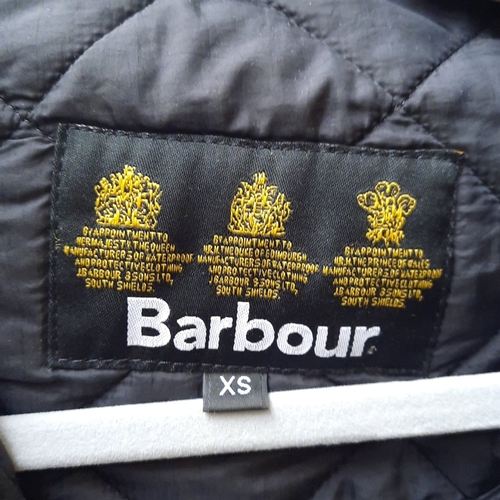 BY APPOINTMENT TO
HER MAJESTY THE QUEEN
MANUFACTURERS OF WATERPROOF
AND PROTECTIVE CLOTHING
J.BARBOUR & SONS LTD,
SOUTH SHIELDS.
BY APPOINTMENT TO
H.R.H. THE DUKE OF EDINBURGH
MANUFACTURERS OF WATERPROOF
AND PROTECTIVE CLOTHING
J.BARBOUR & SONS LTD,
SOUTH SHIELDS.
BY APPOINTMENT TO
H.R.H. THE PRINCE OF WALES
MANUFACTURERS OF WATERPROOF
AND PROTECTIVE CLOTHING
J.BARBOUR & SONS LTD,
SOUTH SHIELDS.
Barbour
XS